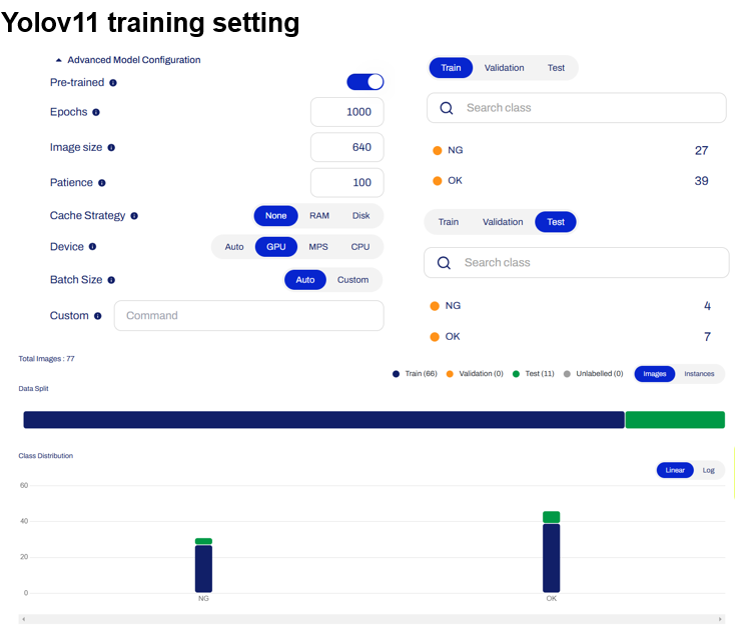 Yolov11 training setting
Advanced Model Configuration
Pre-trained
Epochs 1000
Image size 640
Patience 100
Cache Strategy None RAM Disk
Device Auto GPU MPS CPU
Batch Size Auto Custom
Custom Command
Train Validation Test
Search class
NG 27
OK 39
Train Validation Test
Search class
NG 4
OK 7
Total Images : 77
Train (66) Validation (0) Test (11) Unlabelled (0) Images Instances
Data Split
Class Distribution
Linear Log
60
40
20
0
NG OK